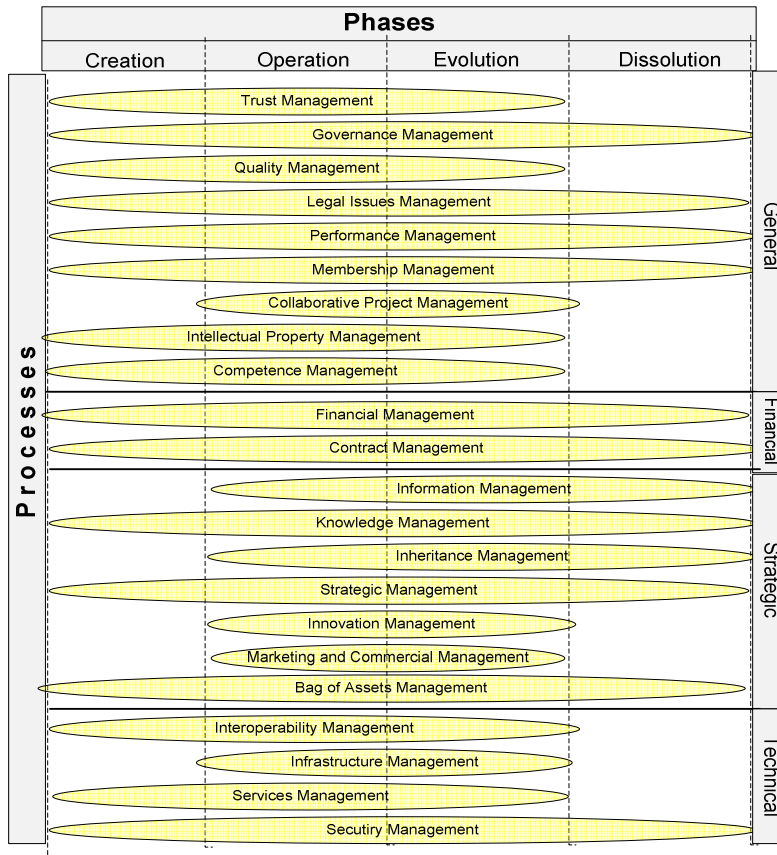 Phases
Creation
Operation
Evolution
Dissolution
Processes
General
Trust Management
Governance Management
Quality Management
Legal Issues Management
Performance Management
Membership Management
Collaborative Project Management
Intellectual Property Management
Competence Management
Financial
Financial Management
Contract Management
Strategic
Information Management
Knowledge Management
Inheritance Management
Strategic Management
Innovation Management
Marketing and Commercial Management
Bag of Assets Management
Technical
Interoperability Management
Infrastructure Management
Services Management
Secutiry Management